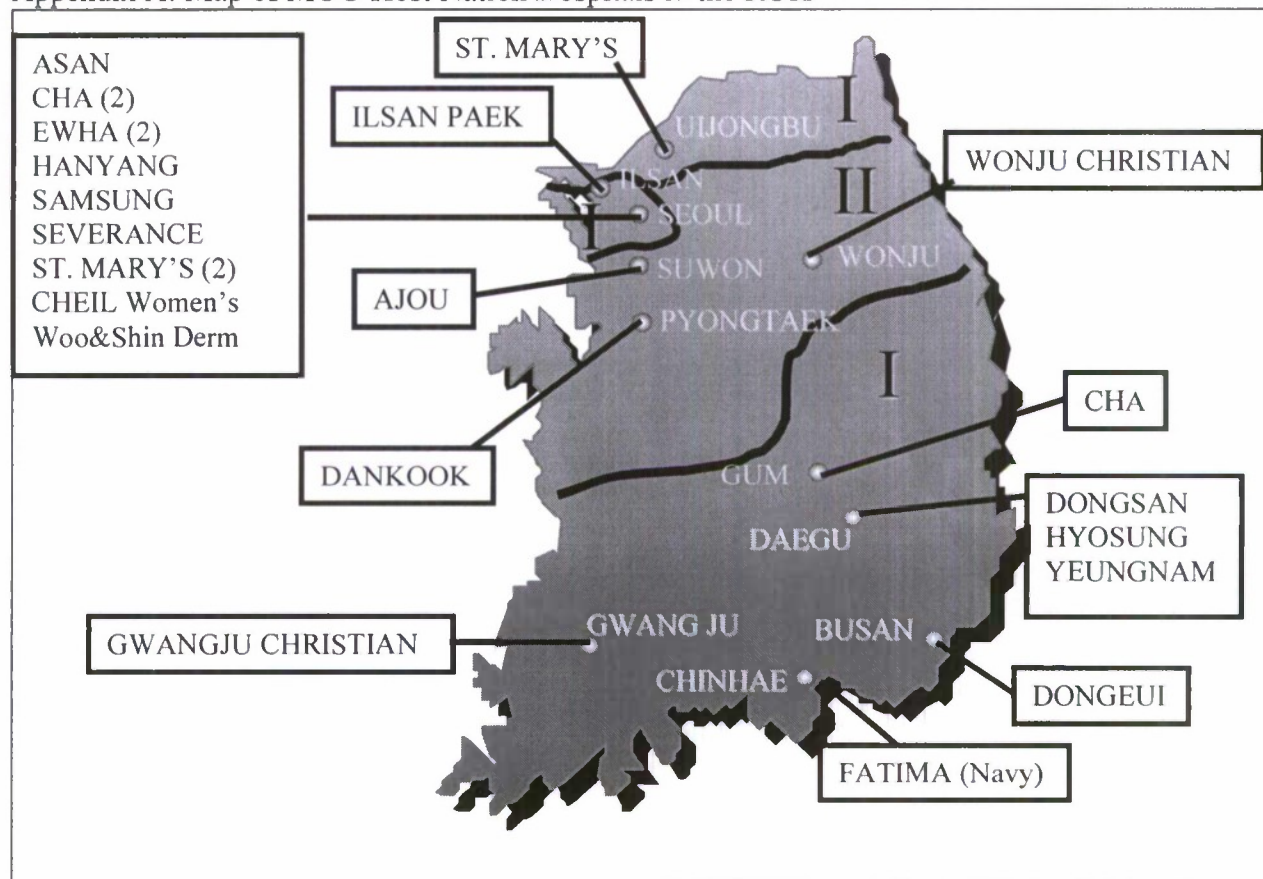 ASAN
CHA (2)
EWHA (2)
HANYANG
SAMSUNG
SEVERANCE
ST. MARY'S (2)
CHEIL Women's
Woo&Shin Derm
ST. MARY'S
ILSAN PAEK
UIJONGBU
I
WONJU CHRISTIAN
ILSAN
II
I
SEOUL
SUWON
WONJU
AJOU
PYONGTAEK
I
CHA
DANKOOK
GUM
DONGSAN
HYOSUNG
YEUNGNAM
DAEGU
GWANGJU CHRISTIAN
GWANG JU
BUSAN
CHINHAE
DONGEUI
FATIMA (Navy)